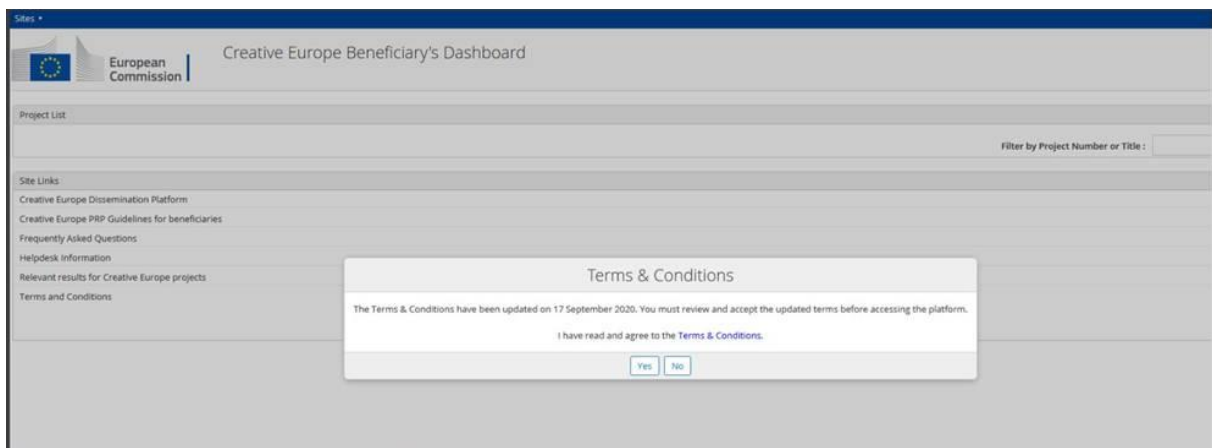 Sites
European
Commission
Creative Europe Beneficiary's Dashboard
Project List
Filter by Project Number or Title :
Site Links
Creative Europe Dissemination Platform
Creative Europe PRP Guidelines for beneficiaries
Frequently Asked Questions
Helpdesk Information
Relevant results for Creative Europe projects
Terms and Conditions
Terms & Conditions
The Terms & Conditions have been updated on 17 September 2020. You must review and accept the updated terms before accessing the platform.
I have read and agree to the Terms & Conditions.
Yes No